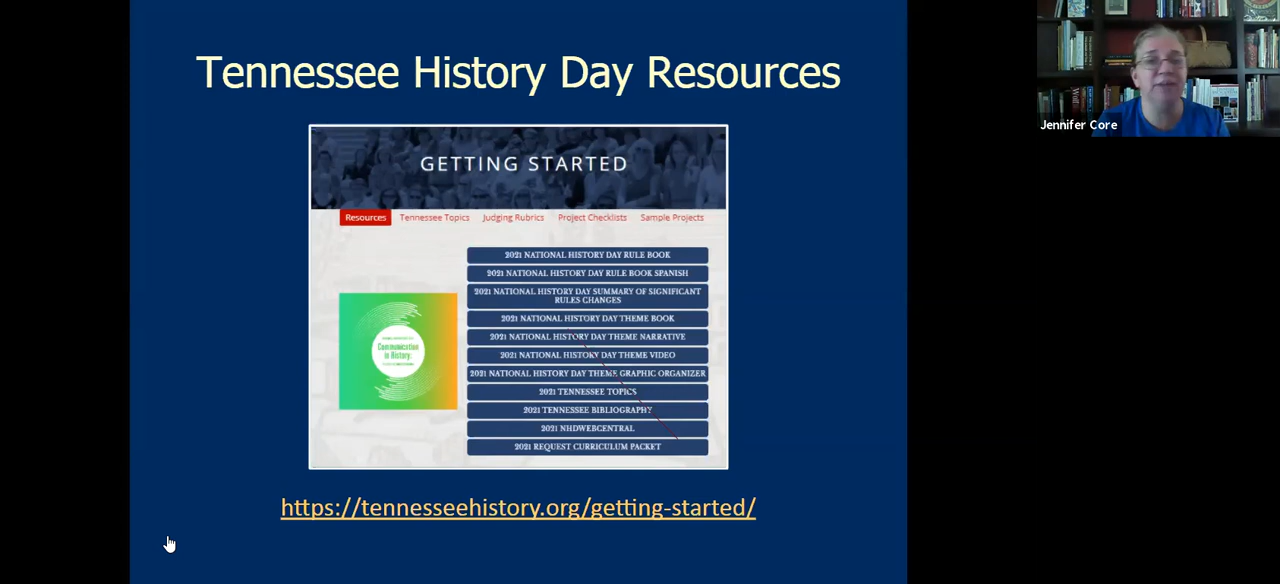 Tennessee History Day Resources
Jennifer Core
GETTING STARTED
Resources Tennessee Topics Judging Rubrics Project Checklists Sample Projects
2021 NATIONAL HISTORY DAY RULE BOOK
2021 NATIONAL HISTORY DAY RULE BOOK SPANISH
2021 NATIONAL HISTORY DAY SUMMARY OF SIGNIFICANT
RULES CHANGES
2021 NATIONAL HISTORY DAY THEME BOOK
2021 NATIONAL HISTORY DAY THEME NARRATIVE
2021 NATIONAL HISTORY DAY THEME VIDEO
2021 NATIONAL HISTORY DAY THEME GRAPHIC ORGANIZER
2021 TENNESSEE TOPICS
2021 TENNESSEE BIBLIOGRAPHY
2021 NHDWEBCENTRAL
2021 REQUEST CURRICULUM PACKET
Communication
in History:
https://tennesseehistory.org/getting-started/